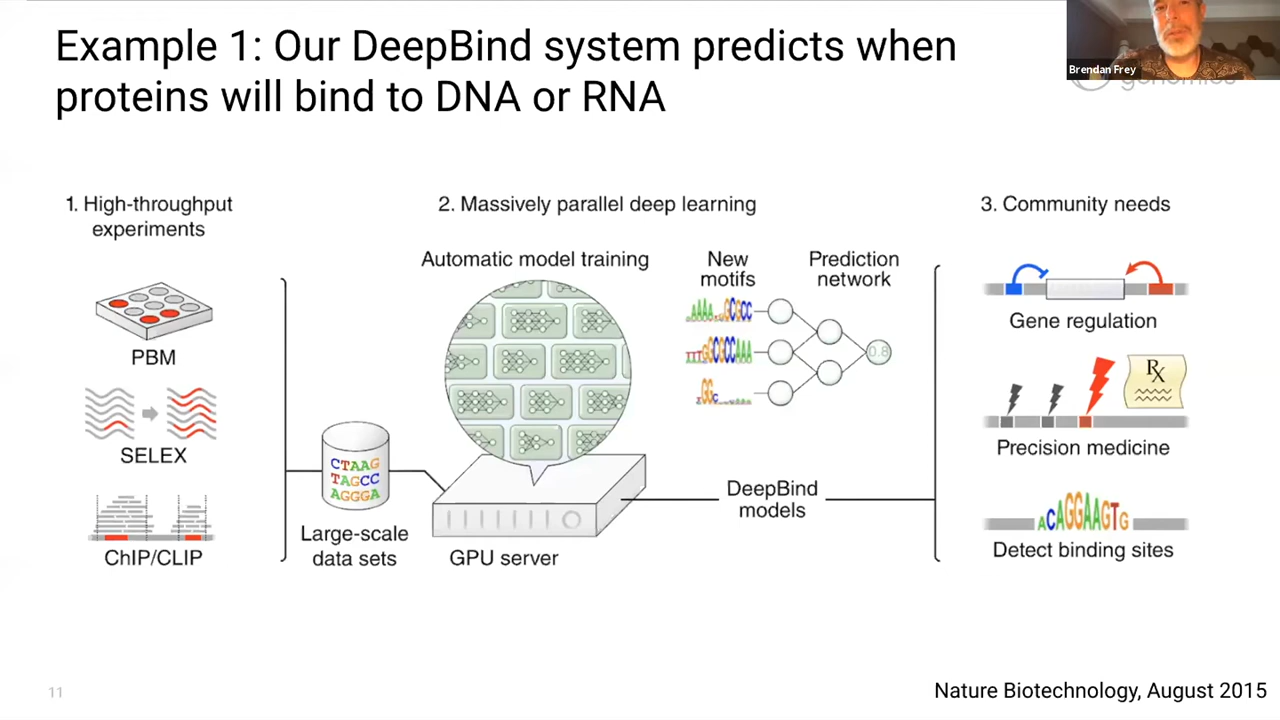 Example 1: Our DeepBind system predicts when
proteins will bind to DNA or RNA
Brendan Frey
genomics
1. High-throughput
experiments
PBM
SELEX
ChIP/CLIP
CTAAG
TAGCC
AGGGA
Large-scale
data sets
2. Massively parallel deep learning
Automatic model training
GPU server
New
motifs
Prediction
network
0.8
DeepBind
models
3. Community needs
Gene regulation
Rx
Precision medicine
ACAGGAAGTG
Detect binding sites
11
Nature Biotechnology, August 2015